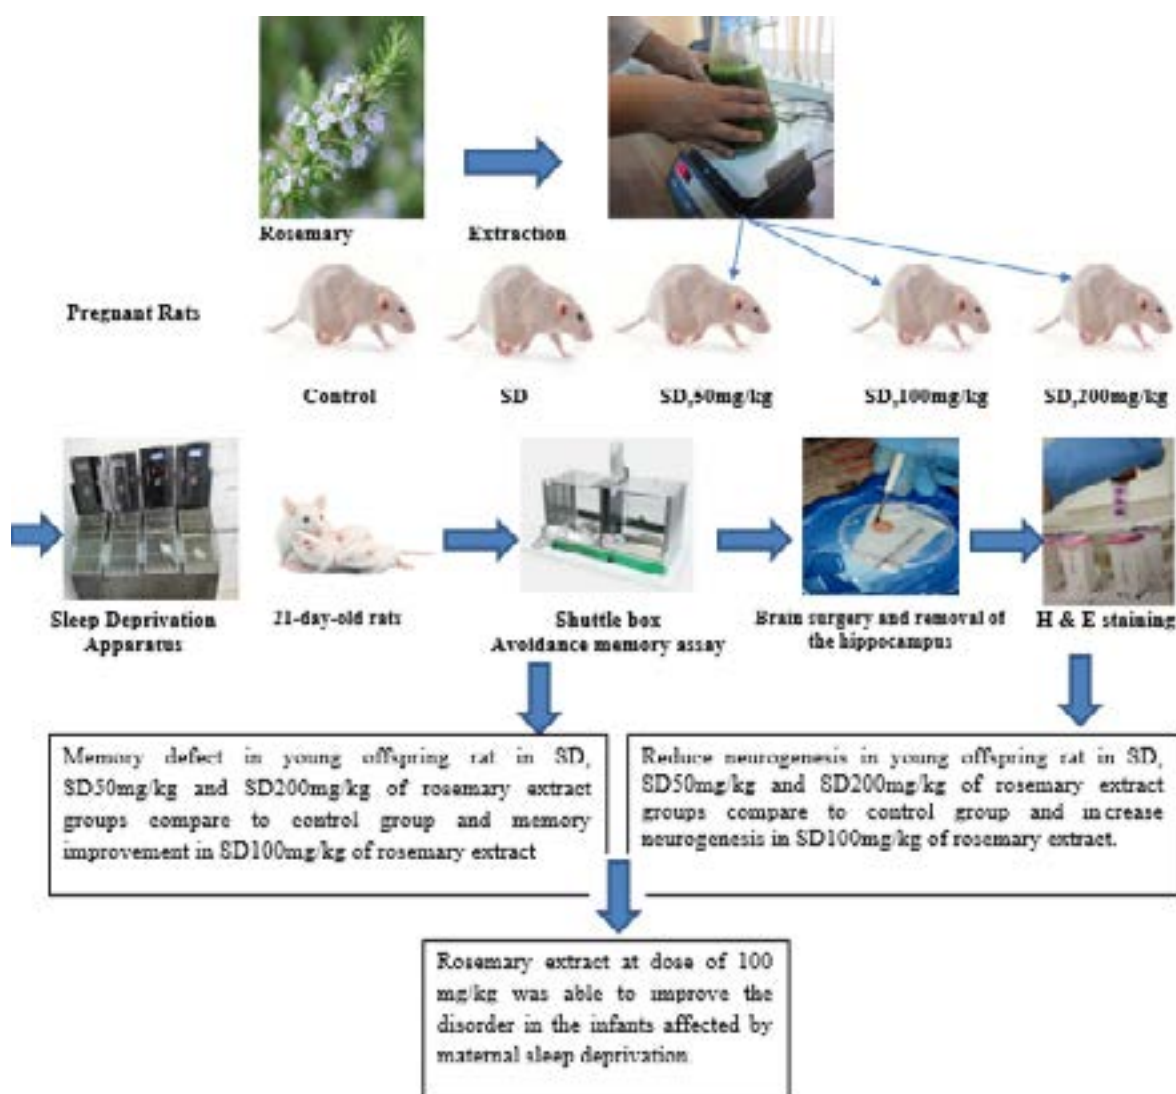 Rosemary
Extraction
Pregnant Rats
Control
SD
SD,50mg/kg
SD,100mg/kg
SD,200mg/kg
Sleep Deprivation
Apparatus
21-day-old rats
Shuttle box
Avoidance memory assay
Brain surgery and removal of
the hippocampus
H & E staining
Memory defect in young offspring rat in SD,
SD50mg/kg and SD200mg/kg of rosemary extract
groups compare to control group and memory
improvement in SD100mg/kg of rosemary extract
Reduce neurogenesis in young offspring rat in SD,
SD50mg/kg and SD200mg/kg of rosemary extract
groups compare to control group and increase
neurogenesis in SD100mg/kg of rosemary extract.
Rosemary extract at dose of 100
mg/kg was able to improve the
disorder in the infants affected by
maternal sleep deprivation.